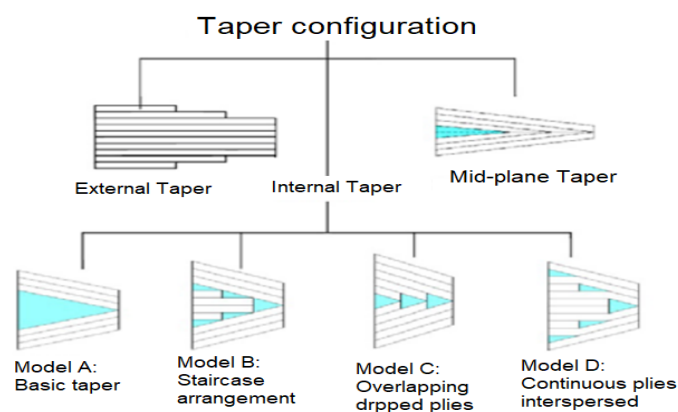 Taper configuration
External Taper
Internal Taper
Mid-plane Taper
Model A:
Basic taper
Model B:
Staircase
arrangement
Model C:
Overlapping
drpped plies
Model D:
Continuous plies
interspersed